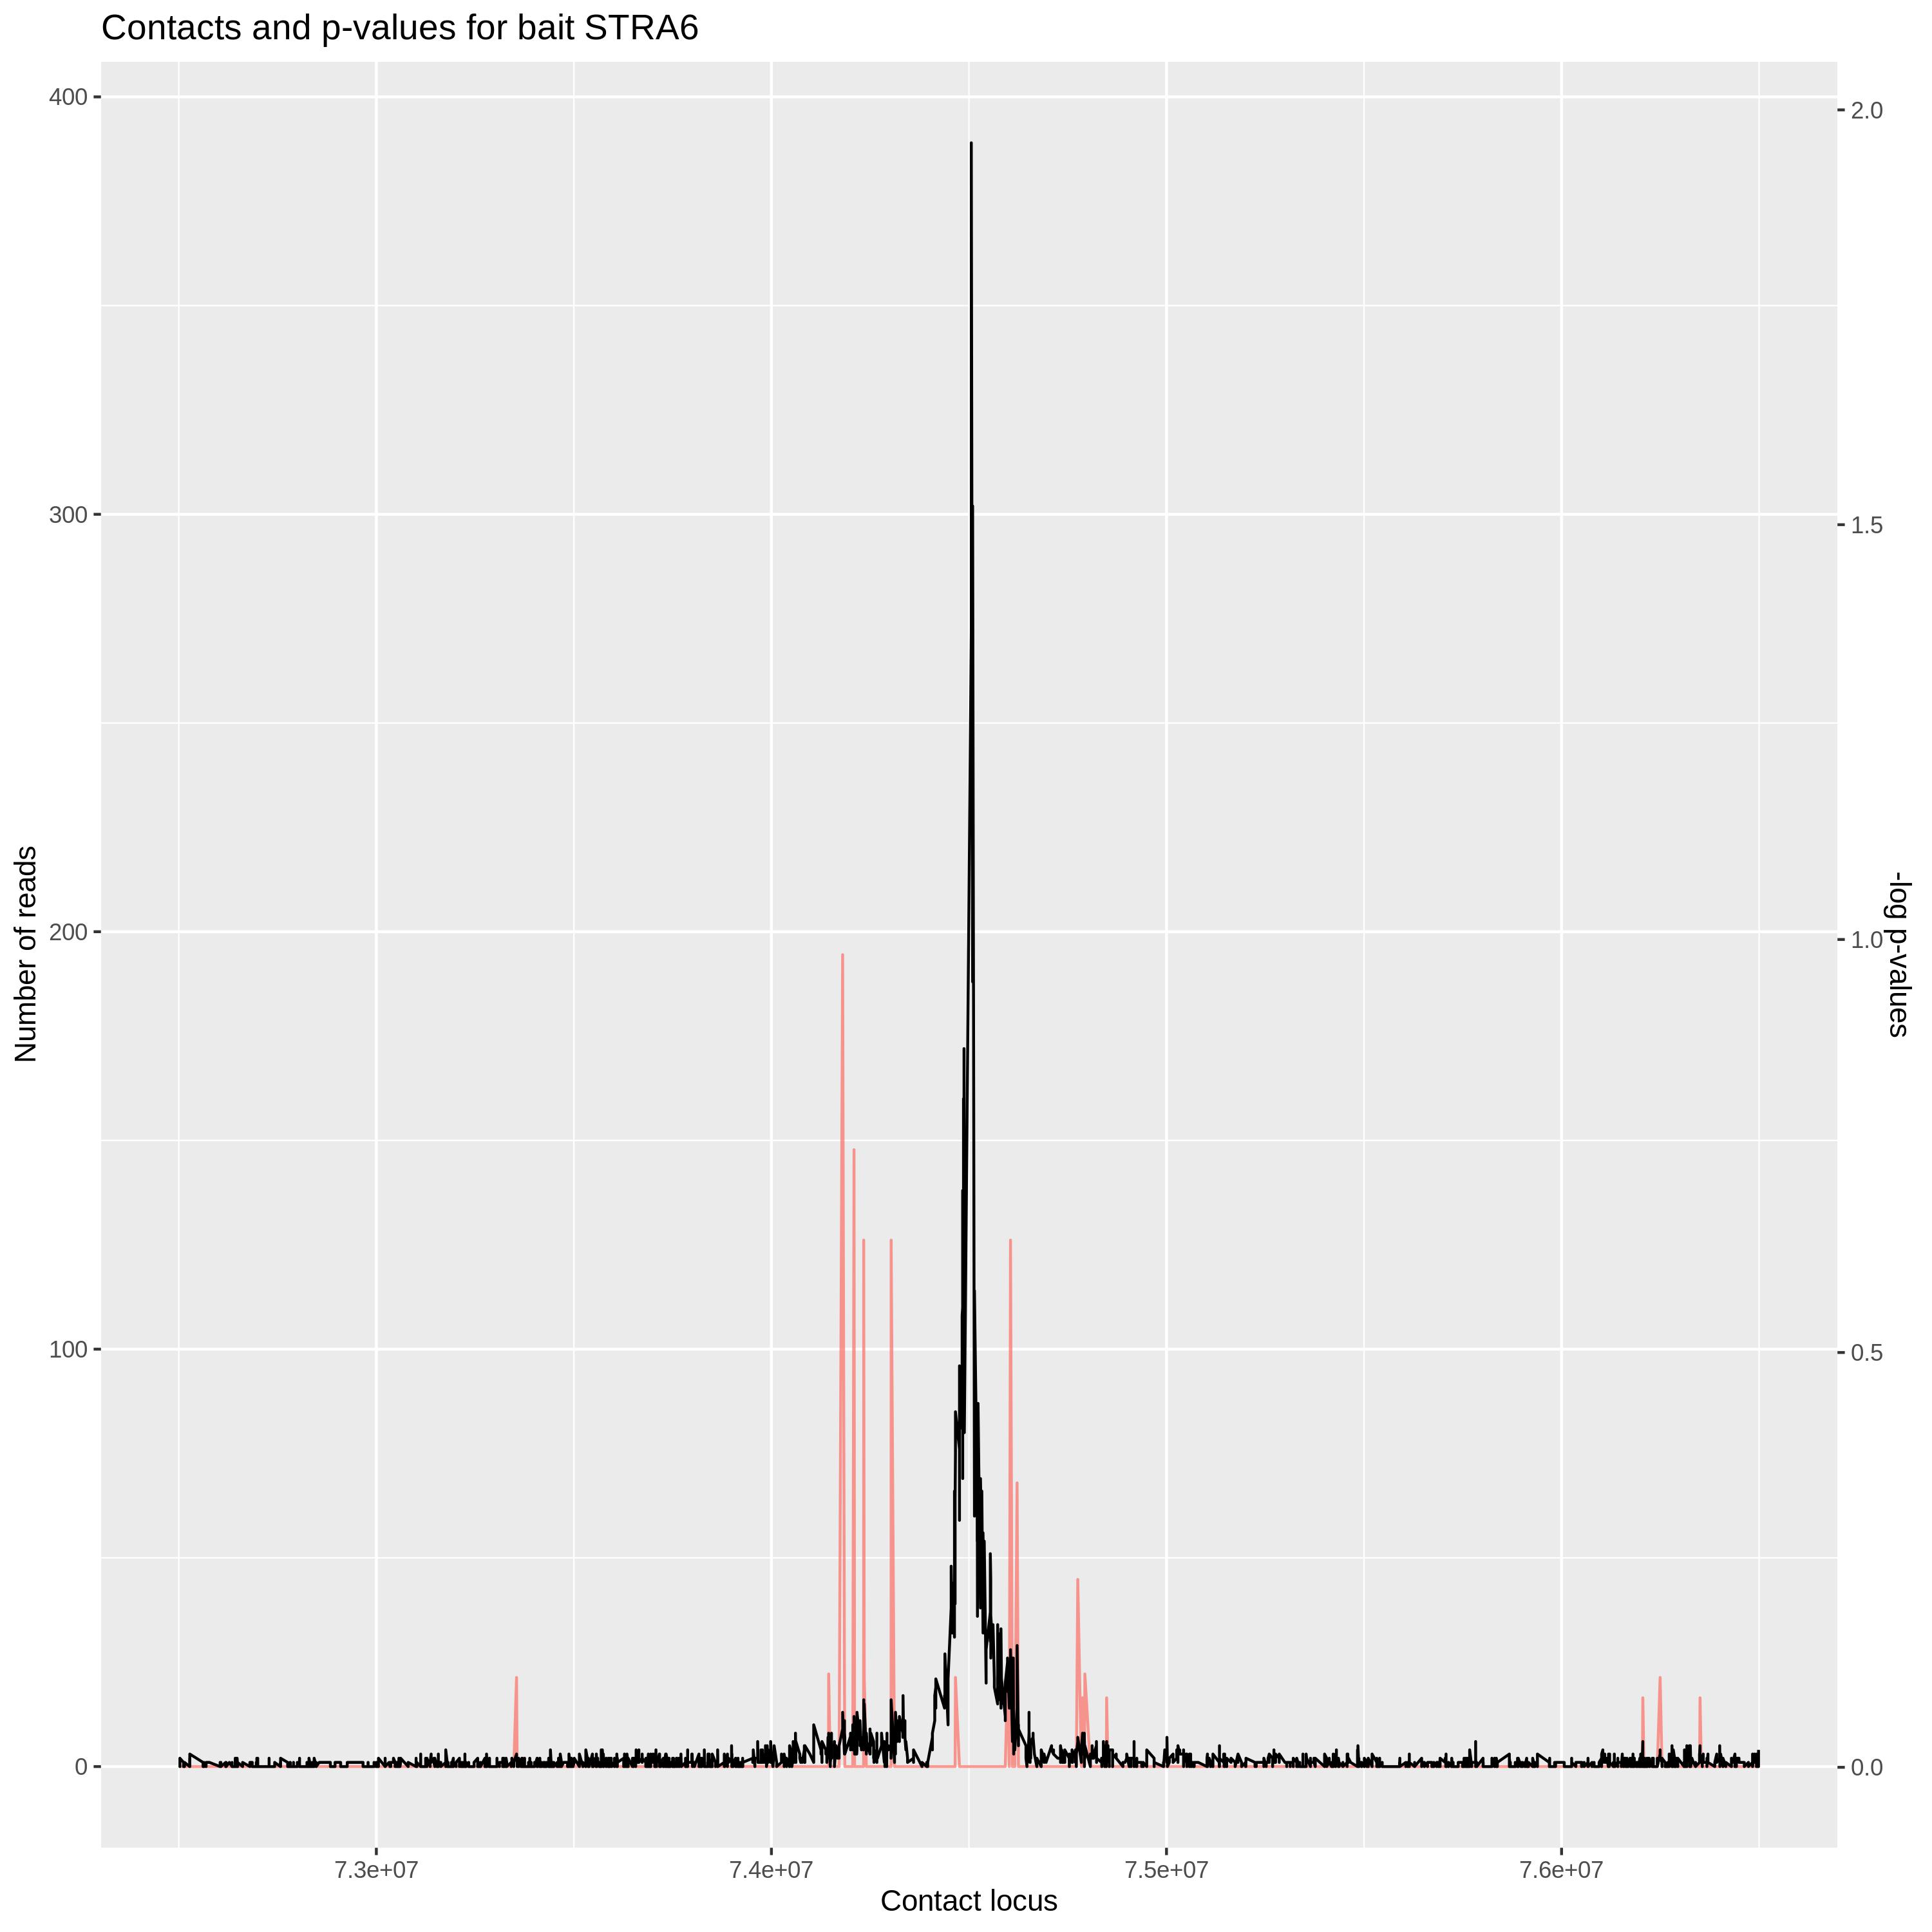 Contacts and p-values for bait STRA6
400
300
200
100
0
Number of reads
2.0
1.5
1.0
0.5
0.0
-log p-values
7.3e+07
7.4e+07
7.5e+07
7.6e+07
Contact locus